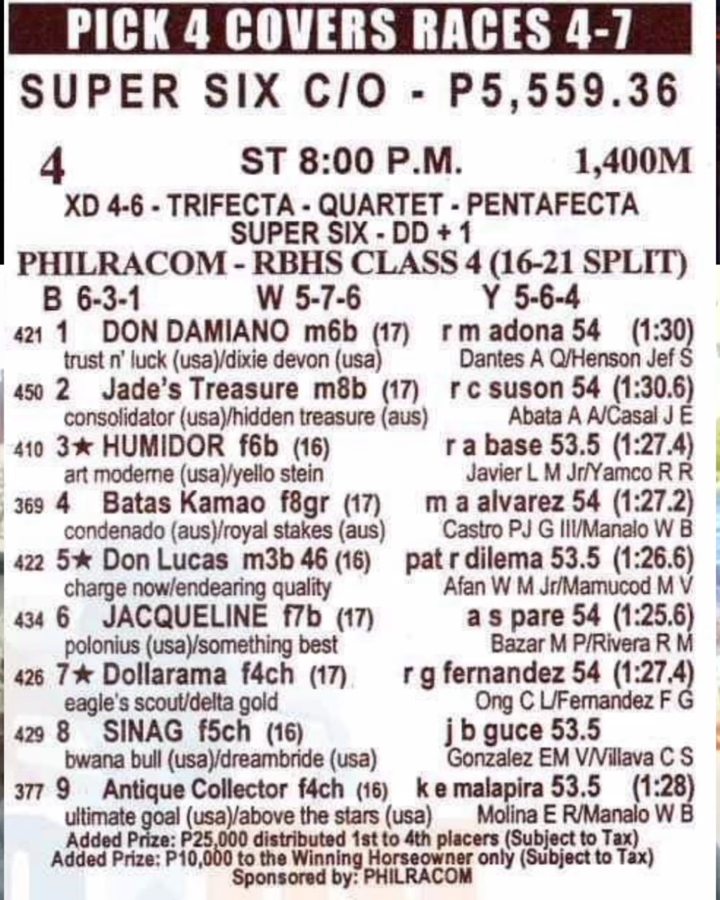 PICK 4 COVERS RACES 4-7
SUPER SIX C/O - P5,559.36
4 ST 8:00 P.M. 1,400M
XD 4-6 - TRIFECTA - QUARTET - PENTAFECTA
SUPER SIX - DD + 1
PHILRACOM - RBHS CLASS 4 (16-21 SPLIT)
B 6-3-1 W 5-7-6 Y 5-6-4
421 1 DON DAMIANO m6b (17) r m adona 54 (1:30)
trust n' luck (usa)/dixie devon (usa) Dantes A Q/Henson Jef S
450 2 Jade's Treasure m8b (17) r c suson 54 (1:30.6)
consolidator (usa)/hidden treasure (aus) Abata A A/Casal J E
410 3★ HUMIDOR f6b (16) r a base 53.5 (1:27.4)
art moderne (usa)/yello stein Javier L M Jr/Yamco R R
369 4 Batas Kamao f8gr (17) m a alvarez 54 (1:27.2)
condenado (aus)/royal stakes (aus) Castro PJ G III/Manalo W B
422 5★ Don Lucas m3b 46 (16) pat r dilema 53.5 (1:26.6)
charge now/endearing quality Afan W M Jr/Mamucod M V
434 6 JACQUELINE f7b (17) a s pare 54 (1:25.6)
polonius (usa)/something best Bazar M P/Rivera R M
426 7★ Dollarama f4ch (17) r g fernandez 54 (1:27.4)
eagle's scout/delta gold Ong C L/Fernandez F G
429 8 SINAG f5ch (16) j b guce 53.5
bwana bull (usa)/dreambride (usa) Gonzalez EM V/Villava C S
377 9 Antique Collector f4ch (16) k e malapira 53.5 (1:28)
ultimate goal (usa)/above the stars (usa) Molina E R/Manalo W B
Added Prize: P25,000 distributed 1st to 4th placers (Subject to Tax)
Added Prize: P10,000 to the Winning Horseowner only (Subject to Tax)
Sponsored by: PHILRACOM